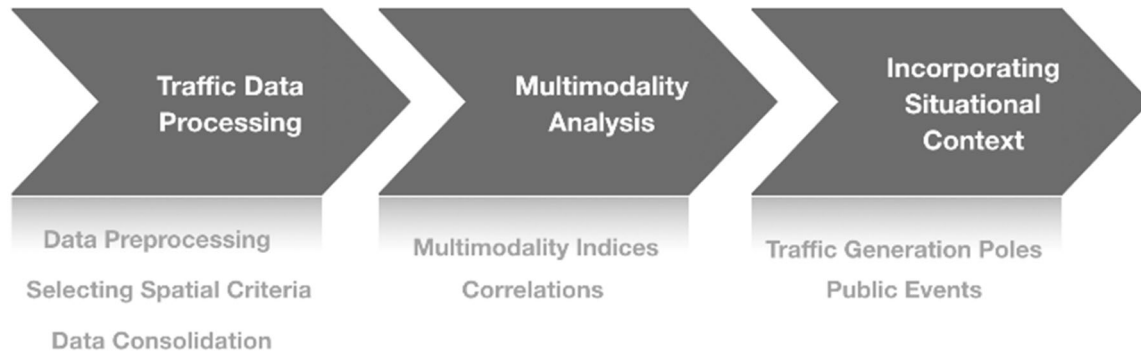 Traffic Data
Processing
Multimodality
Analysis
Incorporating
Situational
Context
Data Preprocessing
Selecting Spatial Criteria
Data Consolidation
Multimodality Indices
Correlations
Traffic Generation Poles
Public Events